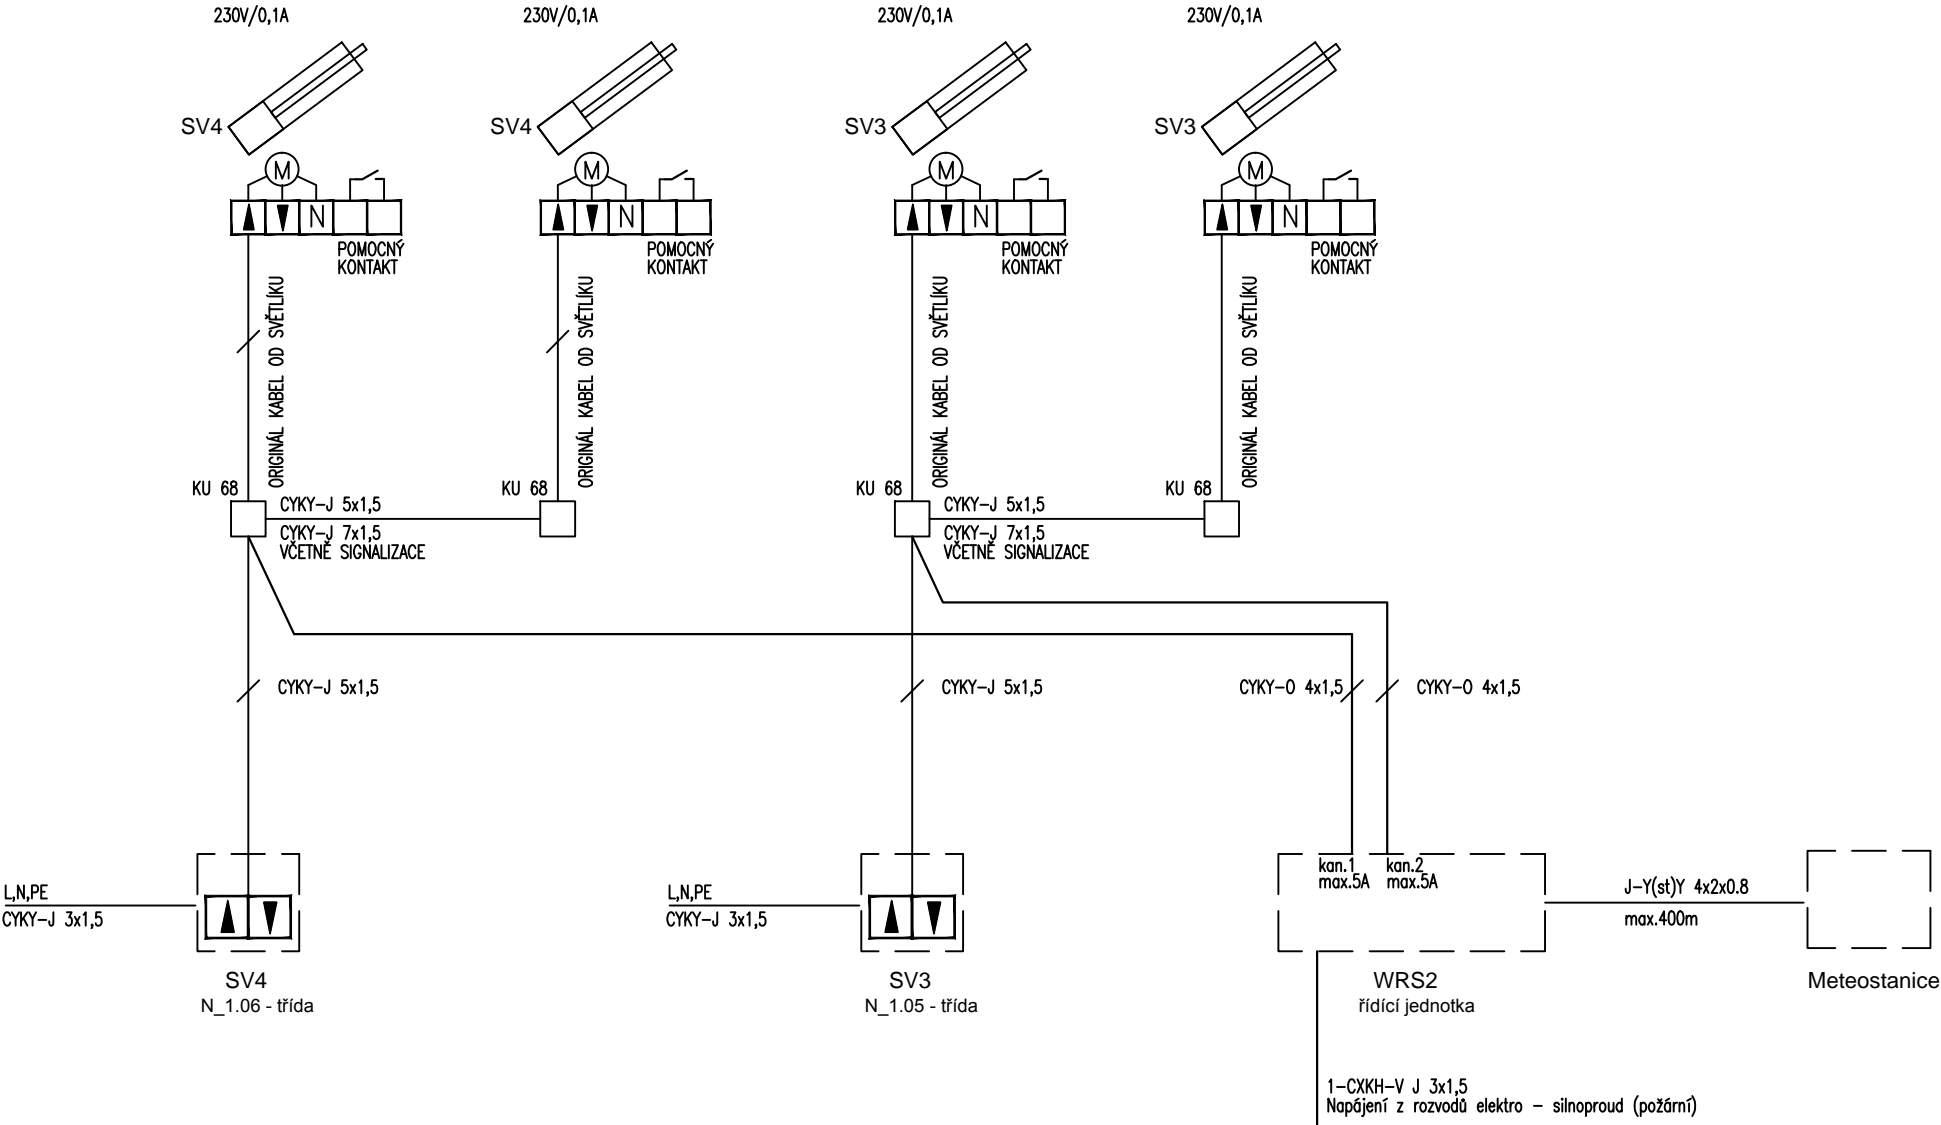 230V/0,1A
230V/0,1A
230V/0,1A
230V/0,1A
SV4
SV4
SV3
SV3
M
M
M
M
N
N
N
N
POMOCNÝ
KONTAKT
POMOCNÝ
KONTAKT
POMOCNÝ
KONTAKT
POMOCNÝ
KONTAKT
ORIGINÁL KABEL OD SVĚTLÍKU
ORIGINÁL KABEL OD SVĚTLÍKU
ORIGINÁL KABEL OD SVĚTLÍKU
ORIGINÁL KABEL OD SVĚTLÍKU
KU 68
KU 68
KU 68
KU 68
CYKY-J 5x1,5
CYKY-J 7x1,5
VČETNĚ SIGNALIZACE
CYKY-J 5x1,5
CYKY-J 7x1,5
VČETNĚ SIGNALIZACE
CYKY-J 5x1,5
CYKY-J 5x1,5
CYKY-O 4x1,5
CYKY-O 4x1,5
L,N,PE
CYKY-J 3x1,5
L,N,PE
CYKY-J 3x1,5
kan.1
max.5A
kan.2
max.5A
J-Y(st)Y 4x2x0.8
max.400m
SV4
N_1.06 - třída
SV3
N_1.05 - třída
WRS2
řídící jednotka
Meteostanice
1-CXKH-V J 3x1,5
Napájení z rozvodů elektro - silnoproud (požární)